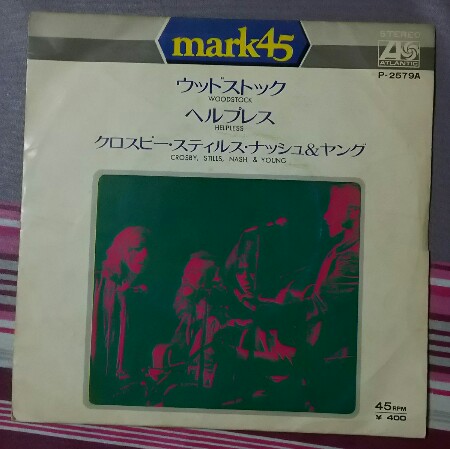 mark45
STEREO
ATLANTIC
P-2579A
ウッドストック
WOODSTOCK
ヘルプレス
HELPLESS
クロスビー・スティルス・ナッシュ&ヤング
CROSBY, STILLS, NASH & YOUNG
45 RPM
¥ 400